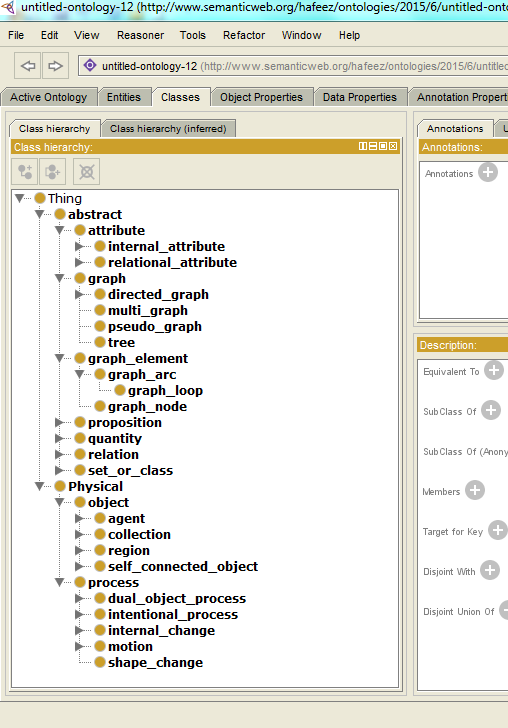 untitled-ontology-12 (http://www.semanticweb.org/hafeez/ontologies/2015/6/untitled-onto
File Edit View Reasoner Tools Refactor Window Help
untitled-ontology-12 (http://www.semanticweb.org/hafeez/ontologies/2015/6/untitled
Active Ontology Entities Classes Object Properties Data Properties Annotation Propert
Class hierarchy Class hierarchy (inferred) Annotations
Class hierarchy: Annotations:
Annotations
Thing
abstract
attribute
internal_attribute
relational_attribute
graph
directed_graph
multi_graph
pseudo_graph
tree
graph_element
graph_arc
graph_loop
graph_node
proposition
quantity
relation
set_or_class
Physical
object
agent
collection
region
self_connected_object
process
dual_object_process
intentional_process
internal_change
motion
shape_change
Description:
Equivalent To
SubClass Of
SubClass Of (Anony
Members
Target for Key
Disjoint With
Disjoint Union Of